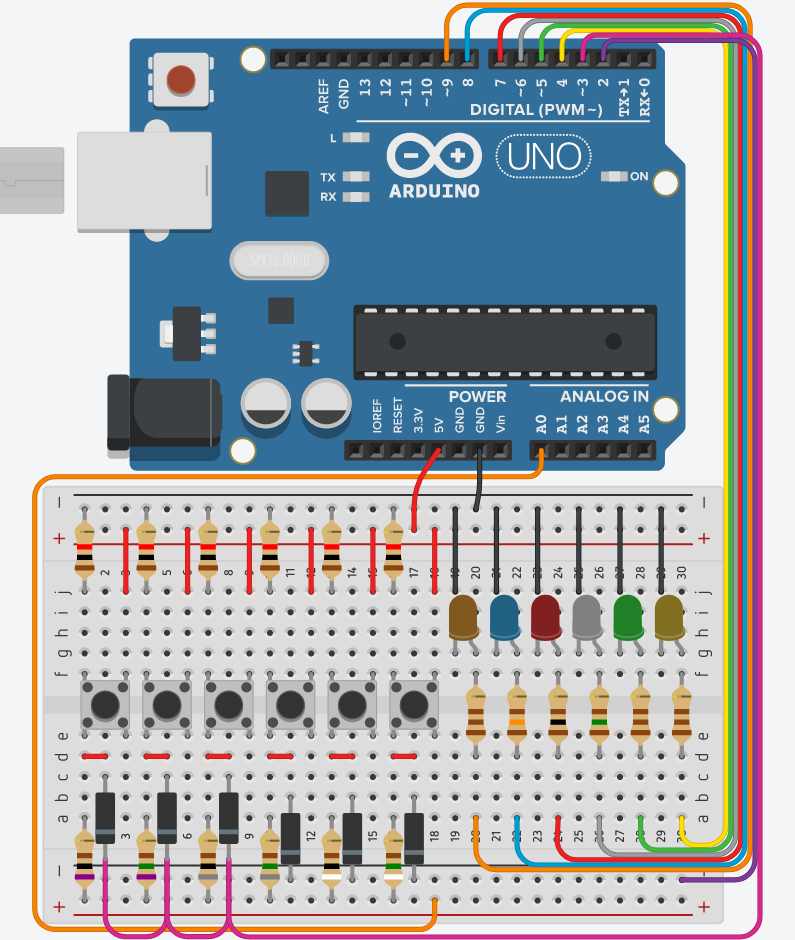 AREF
GND
13
12
~11
~10
~9
8
7
~6
~5
4
~3
2
TX→1
RX←0
DIGITAL (PWM ~)
L
TX
RX
ARDUINO
UNO
ON
SPK16.000G
POWER
ANALOG IN
IOREF
RESET
3.3V
5V
GND
GND
Vin
A0
A1
A2
A3
A4
A5
− −
+ +
2 5 8 11 14 17 20 22 24 26 28 30
j j
i i
h h
g g
f f
e e
d d
c c
b b
a a
3 6 9 12 15 18 19 21 23 25 27 29
− −
+ +